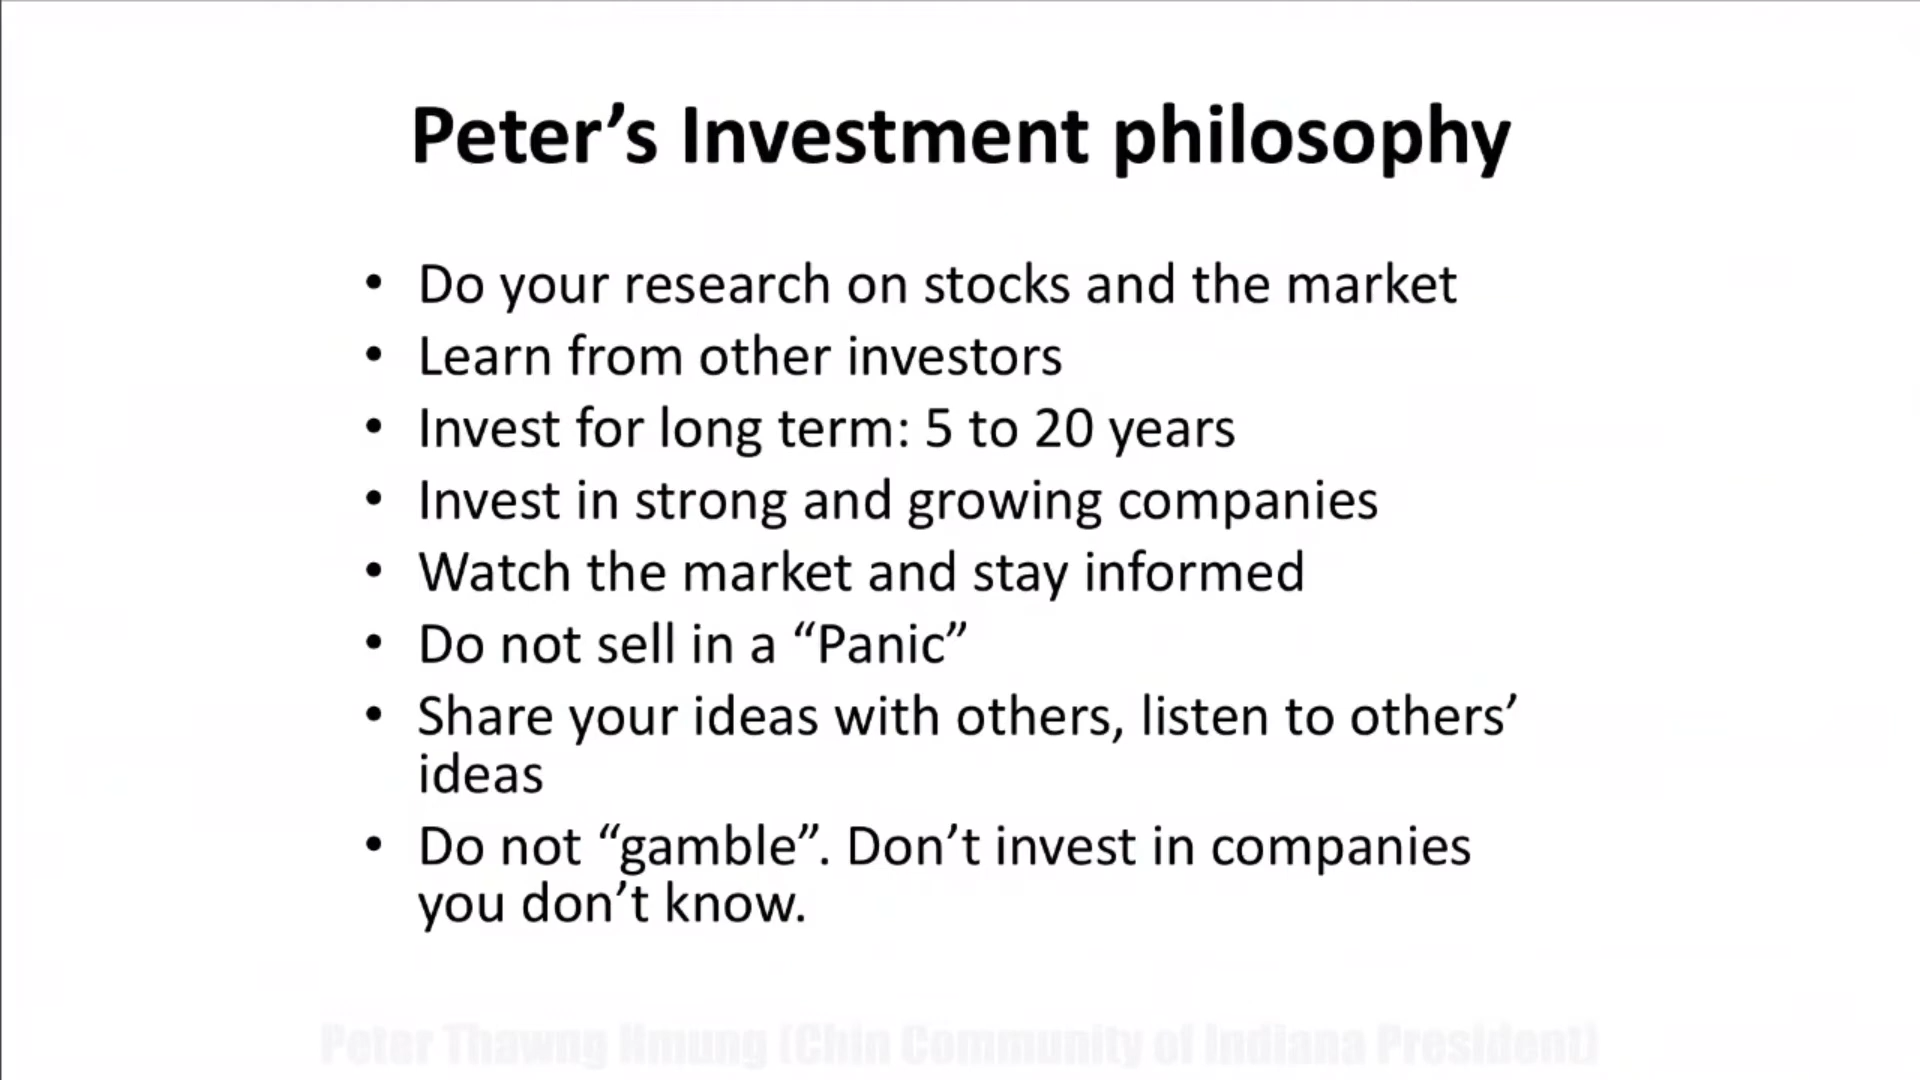 Peter’s Investment philosophy
• Do your research on stocks and the market
• Learn from other investors
• Invest for long term: 5 to 20 years
• Invest in strong and growing companies
• Watch the market and stay informed
• Do not sell in a “Panic”
• Share your ideas with others, listen to others’
ideas
• Do not “gamble”. Don’t invest in companies
you don’t know.
Peter Thawng Hmung (Chin Community of Indiana President)